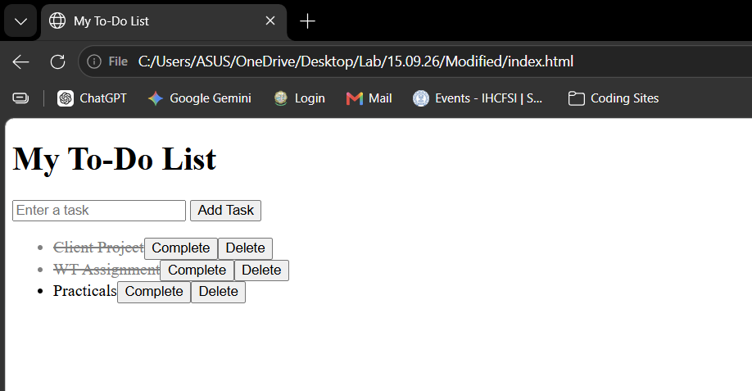 My To-Do List
File C:/Users/ASUS/OneDrive/Desktop/Lab/15.09.26/Modified/index.html
ChatGPT Google Gemini Login Mail Events - IHCFSI | S... Coding Sites
My To-Do List
Enter a task Add Task
Client Project Complete Delete
WT Assignment Complete Delete
Practicals Complete Delete